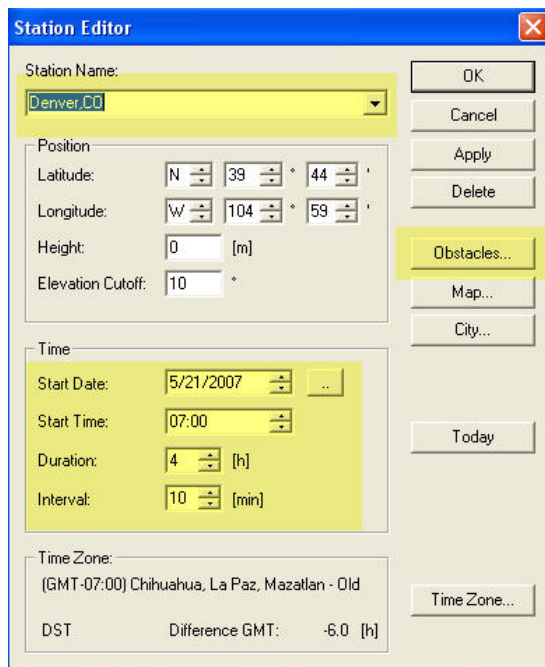 Station Editor
Station Name:
Denver,CO
OK
Cancel
Apply
Delete
Position
Latitude: N 39 ° 44 '
Longitude: W 104 ° 59 '
Height: 0 [m]
Elevation Cutoff: 10 °
Obstacles...
Map...
City...
Time
Start Date: 5/21/2007 ..
Start Time: 07:00
Duration: 4 [h]
Interval: 10 [min]
Today
Time Zone:
(GMT-07:00) Chihuahua, La Paz, Mazatlan - Old
DST Difference GMT: -6.0 [h]
Time Zone...